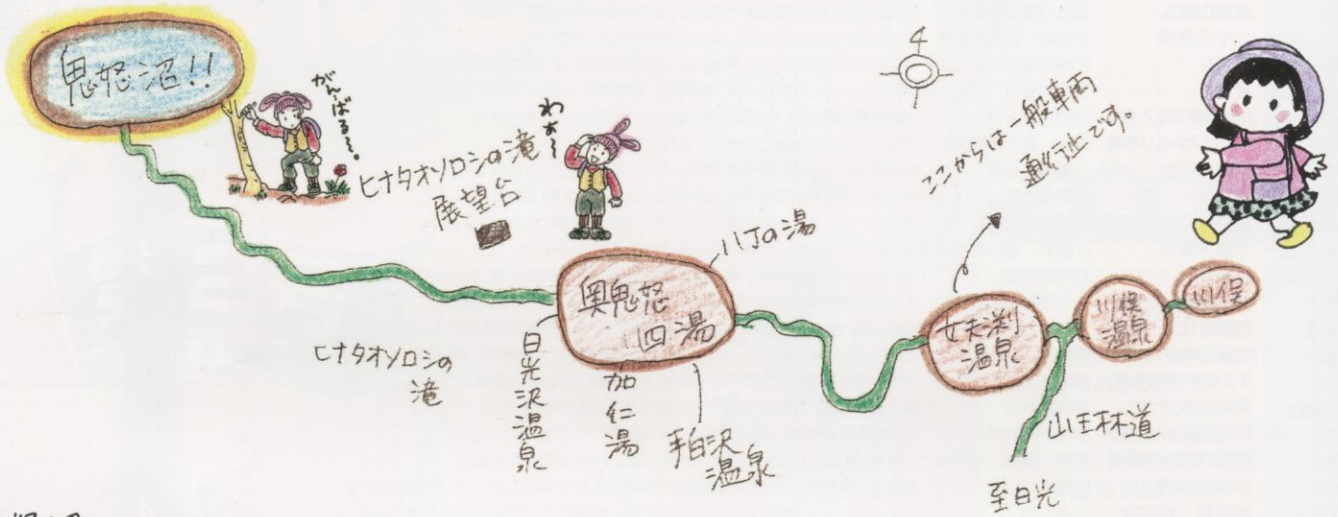 鬼怒沼!!
がんばる〜。
ヒナタオソロシの滝
展望台
わぁ〜
4
ここからは一般車両
通行止です。
八丁の湯
奥鬼怒
四湯
女夫渕
温泉
川俣
温泉
川俣
ヒナタオソロシの
滝
日光沢温泉
加仁湯
手白沢
温泉
山王林道
至日光